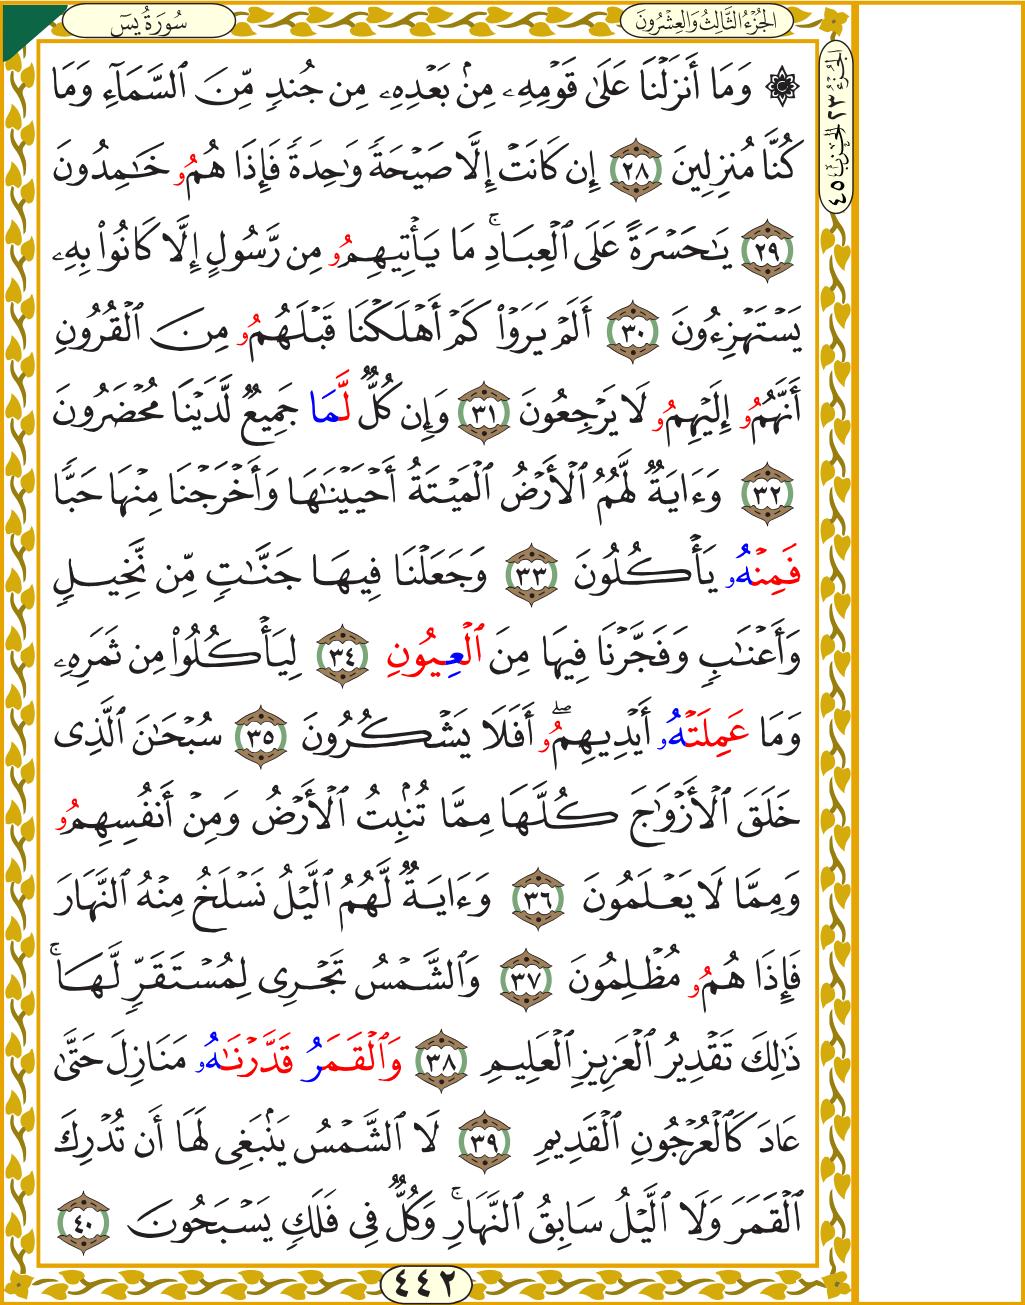 سُورَةُ يسٓ
الجُزْءُ الثَّالِثُ وَالعِشْرُونَ
الجُزْءُ ٢٣ الحِزْبُ ٤٥
۞ وَمَا أَنزَلْنَا عَلَىٰ قَوْمِهِۦ مِنۢ بَعْدِهِۦ مِن جُندٍ مِّنَ ٱلسَّمَآءِ وَمَا
كُنَّا مُنزِلِينَ ٢٨ إِن كَانَتْ إِلَّا صَيْحَةً وَٰحِدَةً فَإِذَا هُمُۥ خَٰمِدُونَ
٢٩ يَٰحَسْرَةً عَلَى ٱلْعِبَادِۚ مَا يَأْتِيهِمُۥ مِن رَّسُولٍ إِلَّا كَانُوا۟ بِهِۦ
يَسْتَهْزِءُونَ ٣٠ أَلَمْ يَرَوْا۟ كَمْ أَهْلَكْنَا قَبْلَهُمُۥ مِنَ ٱلْقُرُونِ
أَنَّهُمُۥ إِلَيْهِمُۥ لَا يَرْجِعُونَ ٣١ وَإِن كُلٌّ لَّمَا جَمِيعٌ لَّدَيْنَا مُحْضَرُونَ
٣٢ وَءَايَةٌ لَّهُمُ ٱلْأَرْضُ ٱلْمَيْتَةُ أَحْيَيْنَٰهَا وَأَخْرَجْنَا مِنْهَا حَبًّا
فَمِنْهُۥ يَأْكُلُونَ ٣٣ وَجَعَلْنَا فِيهَا جَنَّٰتٍ مِّن نَّخِيلٍ
وَأَعْنَٰبٍ وَفَجَّرْنَا فِيهَا مِنَ ٱلْعِيُونِ ٣٤ لِيَأْكُلُوا۟ مِن ثَمَرِهِۦ
وَمَا عَمِلَتْهُۥ أَيْدِيهِمُۥۖ أَفَلَا يَشْكُرُونَ ٣٥ سُبْحَٰنَ ٱلَّذِى
خَلَقَ ٱلْأَزْوَٰجَ كُلَّهَا مِمَّا تُنۢبِتُ ٱلْأَرْضُ وَمِنْ أَنفُسِهِمُۥ
وَمِمَّا لَا يَعْلَمُونَ ٣٦ وَءَايَةٌ لَّهُمُ ٱلَّيْلُ نَسْلَخُ مِنْهُ ٱلنَّهَارَ
فَإِذَا هُمُۥ مُظْلِمُونَ ٣٧ وَٱلشَّمْسُ تَجْرِى لِمُسْتَقَرٍّ لَّهَاۚ
ذَٰلِكَ تَقْدِيرُ ٱلْعَزِيزِ ٱلْعَلِيمِ ٣٨ وَٱلْقَمَرُ قَدَّرْنَٰهُۥ مَنَازِلَ حَتَّىٰ
عَادَ كَٱلْعُرْجُونِ ٱلْقَدِيمِ ٣٩ لَا ٱلشَّمْسُ يَنۢبَغِى لَهَا أَن تُدْرِكَ
ٱلْقَمَرَ وَلَا ٱلَّيْلُ سَابِقُ ٱلنَّهَارِۚ وَكُلٌّ فِى فَلَكٍ يَسْبَحُونَ ٤٠
٤٤٢